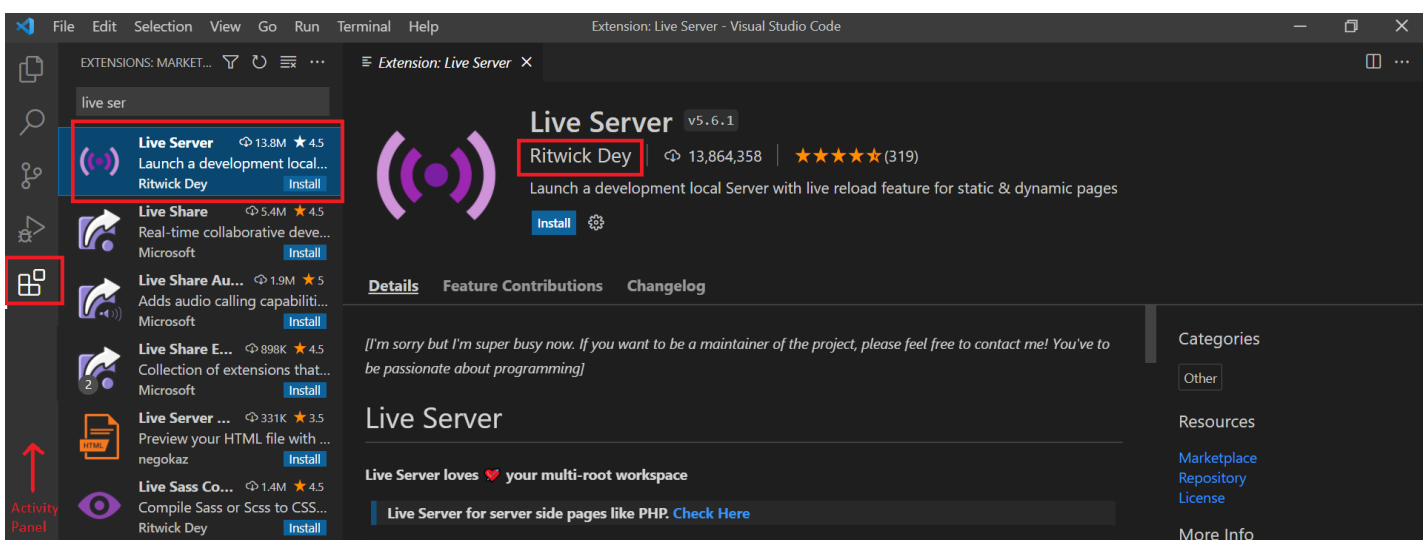 File Edit Selection View Go Run Terminal Help Extension: Live Server - Visual Studio Code
EXTENSIONS: MARKET... 
live ser
Live Server 13.8M ★ 4.5
Launch a development local...
Ritwick Dey Install
Live Share 5.4M ★ 4.5
Real-time collaborative deve...
Microsoft Install
Live Share Au... 1.9M ★ 5
Adds audio calling capabiliti...
Microsoft Install
Live Share E... 898K ★ 4.5
Collection of extensions that...
2
Microsoft Install
Live Server ... 331K ★ 3.5
HTML
Preview your HTML file with ...
negokaz Install
Live Sass Co... 1.4M ★ 4.5
Compile Sass or Scss to CSS...
Ritwick Dey Install
Activity
Panel
Extension: Live Server
Live Server v5.6.1
Ritwick Dey 13,864,358 (319)
Launch a development local Server with live reload feature for static & dynamic pages
Install
Details Feature Contributions Changelog
[I'm sorry but I'm super busy now. If you want to be a maintainer of the project, please feel free to contact me! You've to
be passionate about programming]
Live Server
Live Server loves 💓 your multi-root workspace
Live Server for server side pages like PHP. Check Here
Categories
Other
Resources
Marketplace
Repository
License
More Info